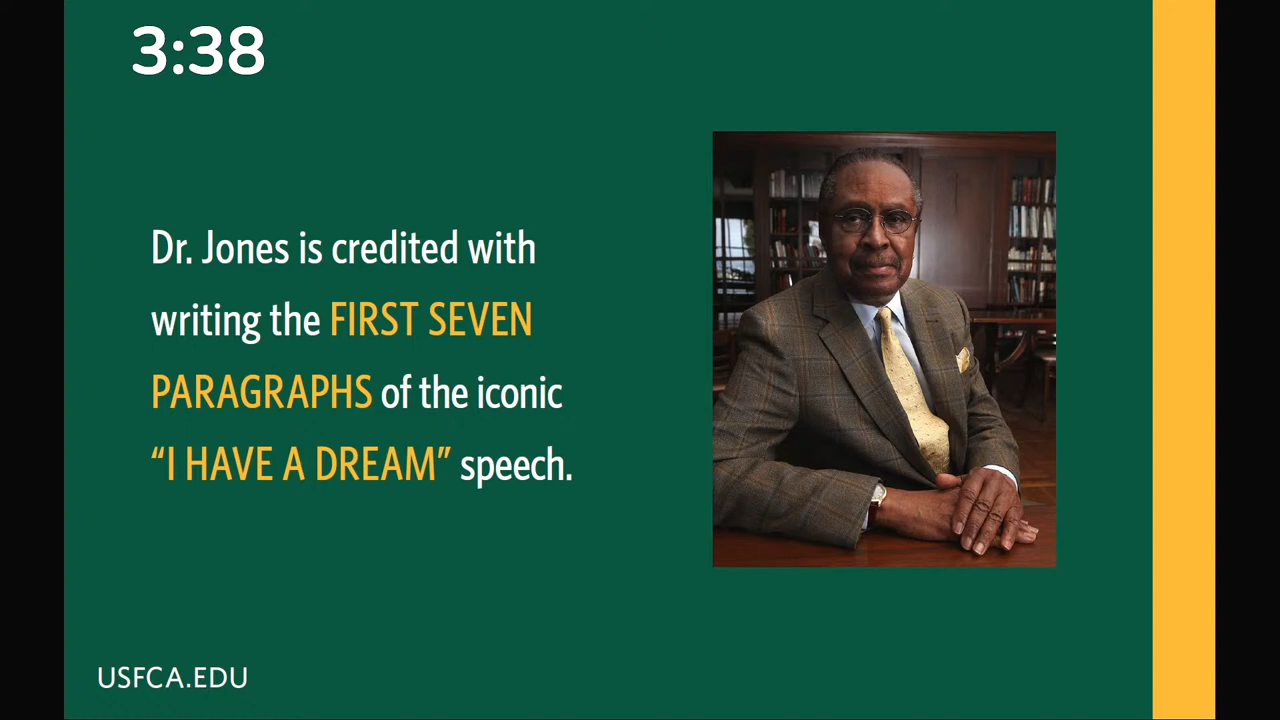 3:38
Dr. Jones is credited with
writing the FIRST SEVEN
PARAGRAPHS of the iconic
“I HAVE A DREAM” speech.
USFCA.EDU